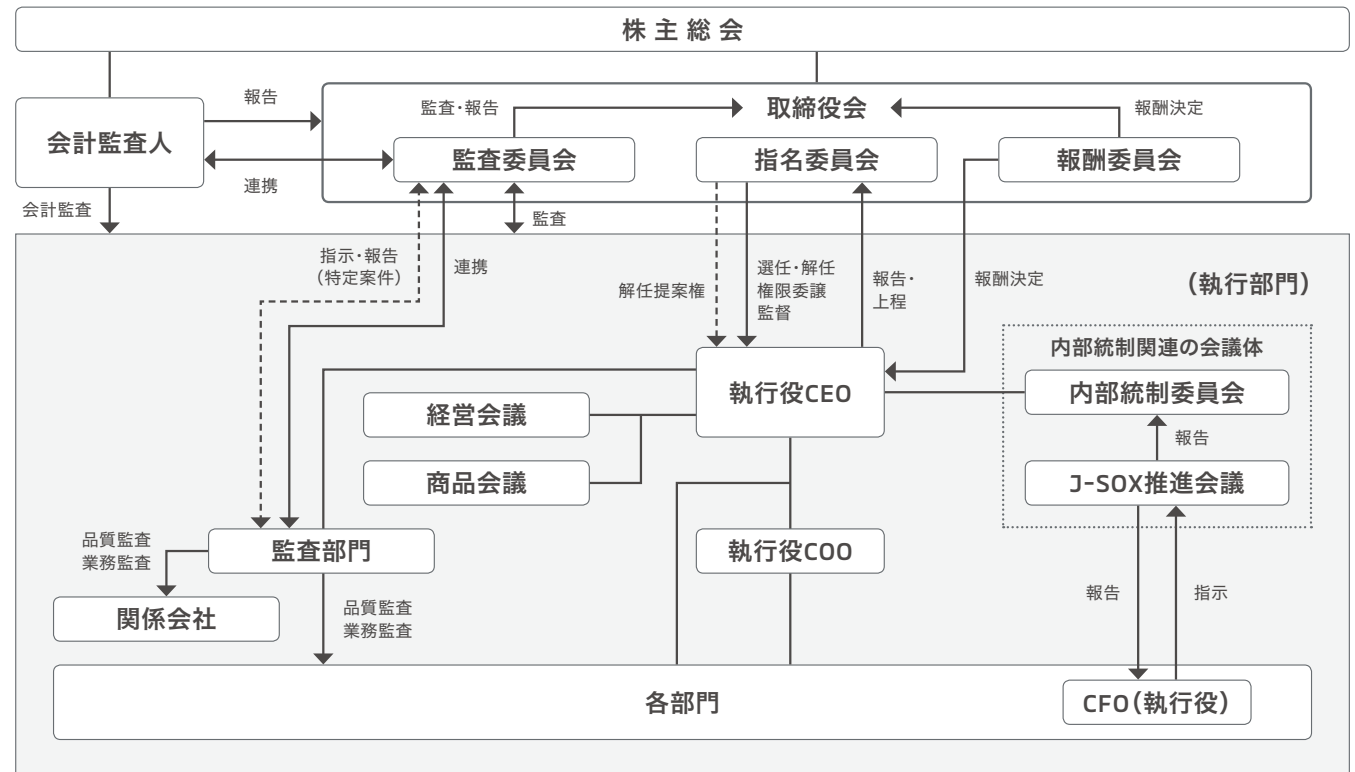 株主総会
報告
監査・報告
取締役会
報酬決定
会計監査人
監査委員会
指名委員会
報酬委員会
連携
会計監査
監査
指示・報告
（特定案件）
連携
解任提案権
選任・解任
権限委譲
監督
報告・
上程
報酬決定
（執行部門）
内部統制関連の会議体
執行役CEO
内部統制委員会
経営会議
報告
商品会議
J-SOX推進会議
品質監査
業務監査
監査部門
執行役COO
関係会社
品質監査
業務監査
報告
指示
各部門
CFO（執行役）